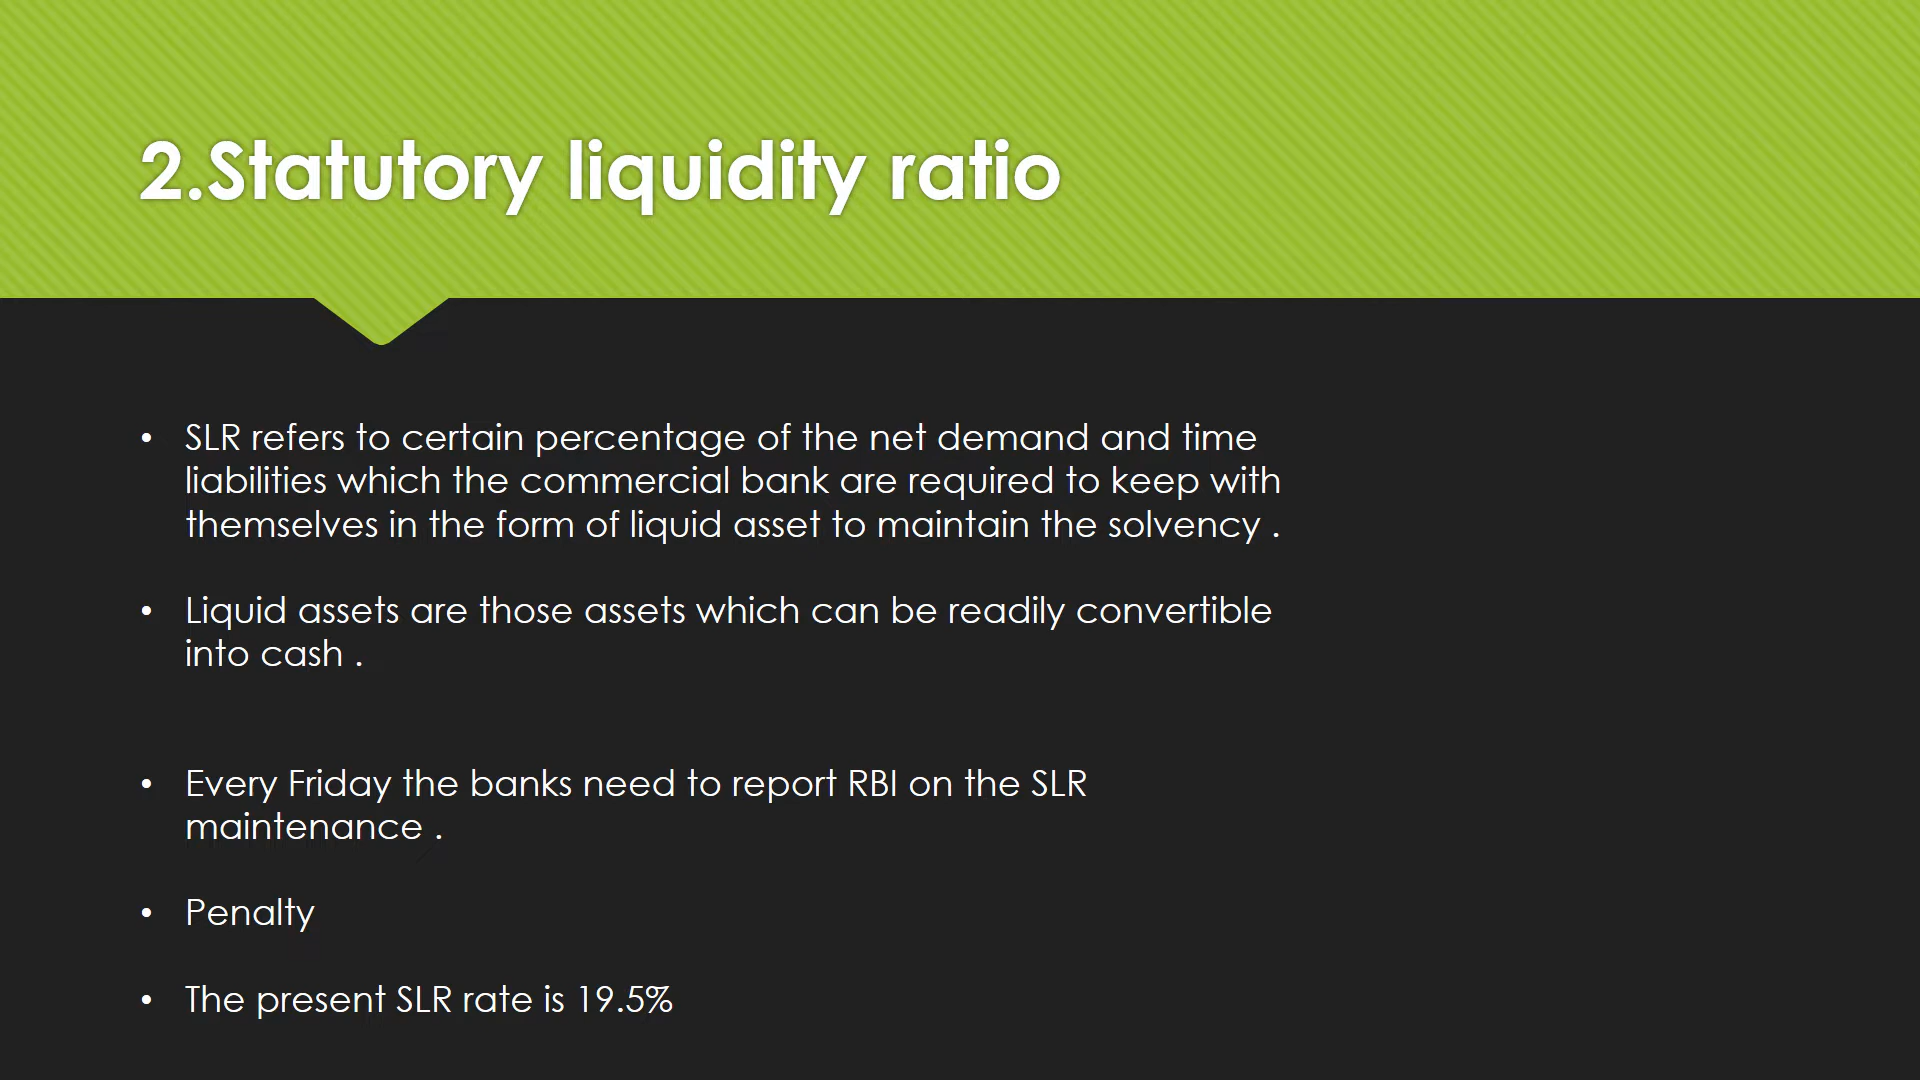 2.Statutory liquidity ratio
• SLR refers to certain percentage of the net demand and time
liabilities which the commercial bank are required to keep with
themselves in the form of liquid asset to maintain the solvency .
• Liquid assets are those assets which can be readily convertible
into cash .
• Every Friday the banks need to report RBI on the SLR
maintenance .
• Penalty
• The present SLR rate is 19.5%